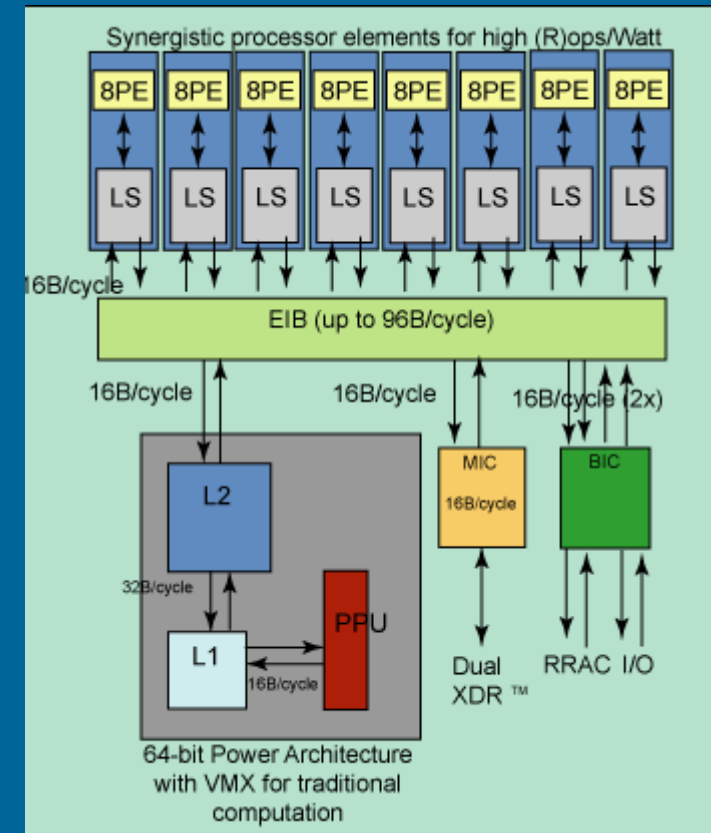 Synergistic processor elements for high (R)ops/Watt
8PE 8PE 8PE 8PE 8PE 8PE 8PE 8PE
LS LS LS LS LS LS LS LS
16B/cycle
EIB (up to 96B/cycle)
16B/cycle 16B/cycle 16B/cycle (2x)
L2
MIC
16B/cycle
BIC
32B/cycle
L1
PPU
16B/cycle
Dual
XDR ™
RRAC I/O
64-bit Power Architecture
with VMX for traditional
computation